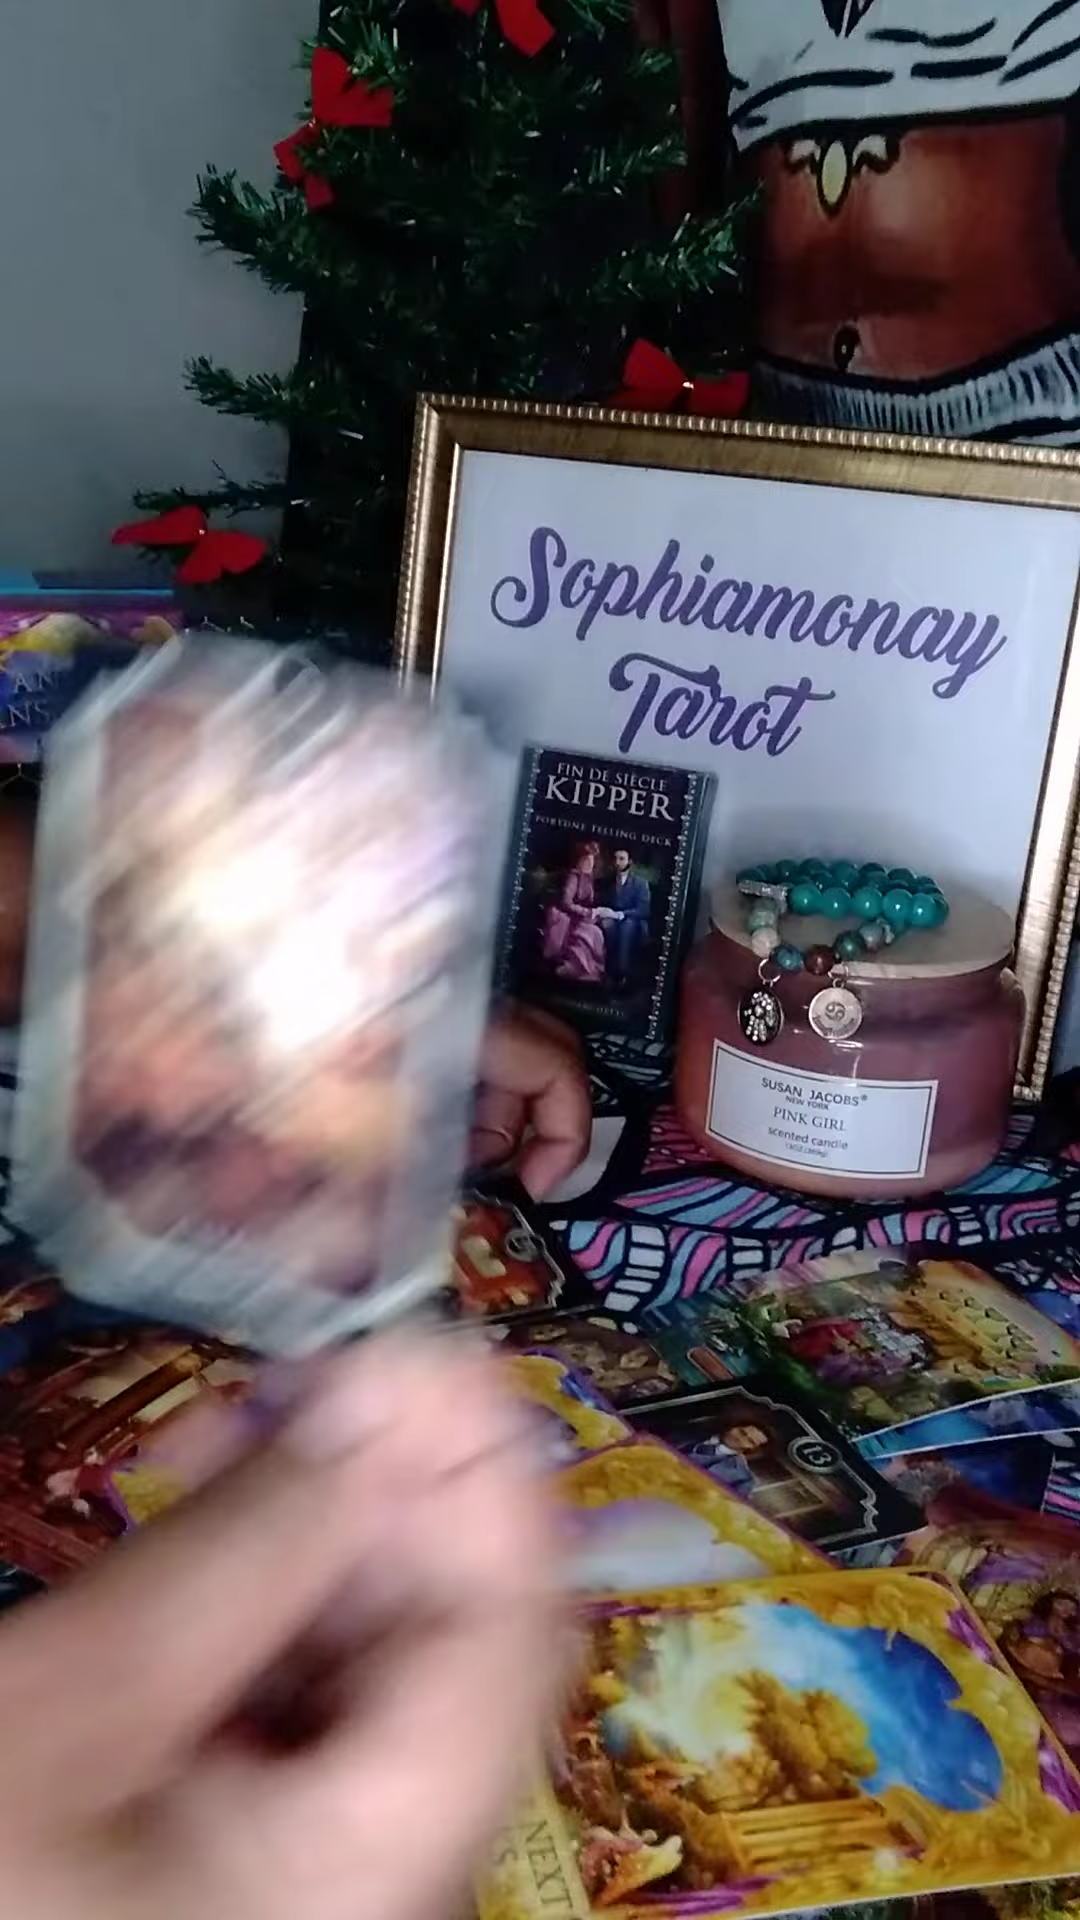 Sophiamonay
Tarot
FIN DE SIÈCLE
KIPPER
FORTUNE TELLING DECK
SUSAN JACOBS®
NEW YORK
PINK GIRL
scented candle
13
NEXT